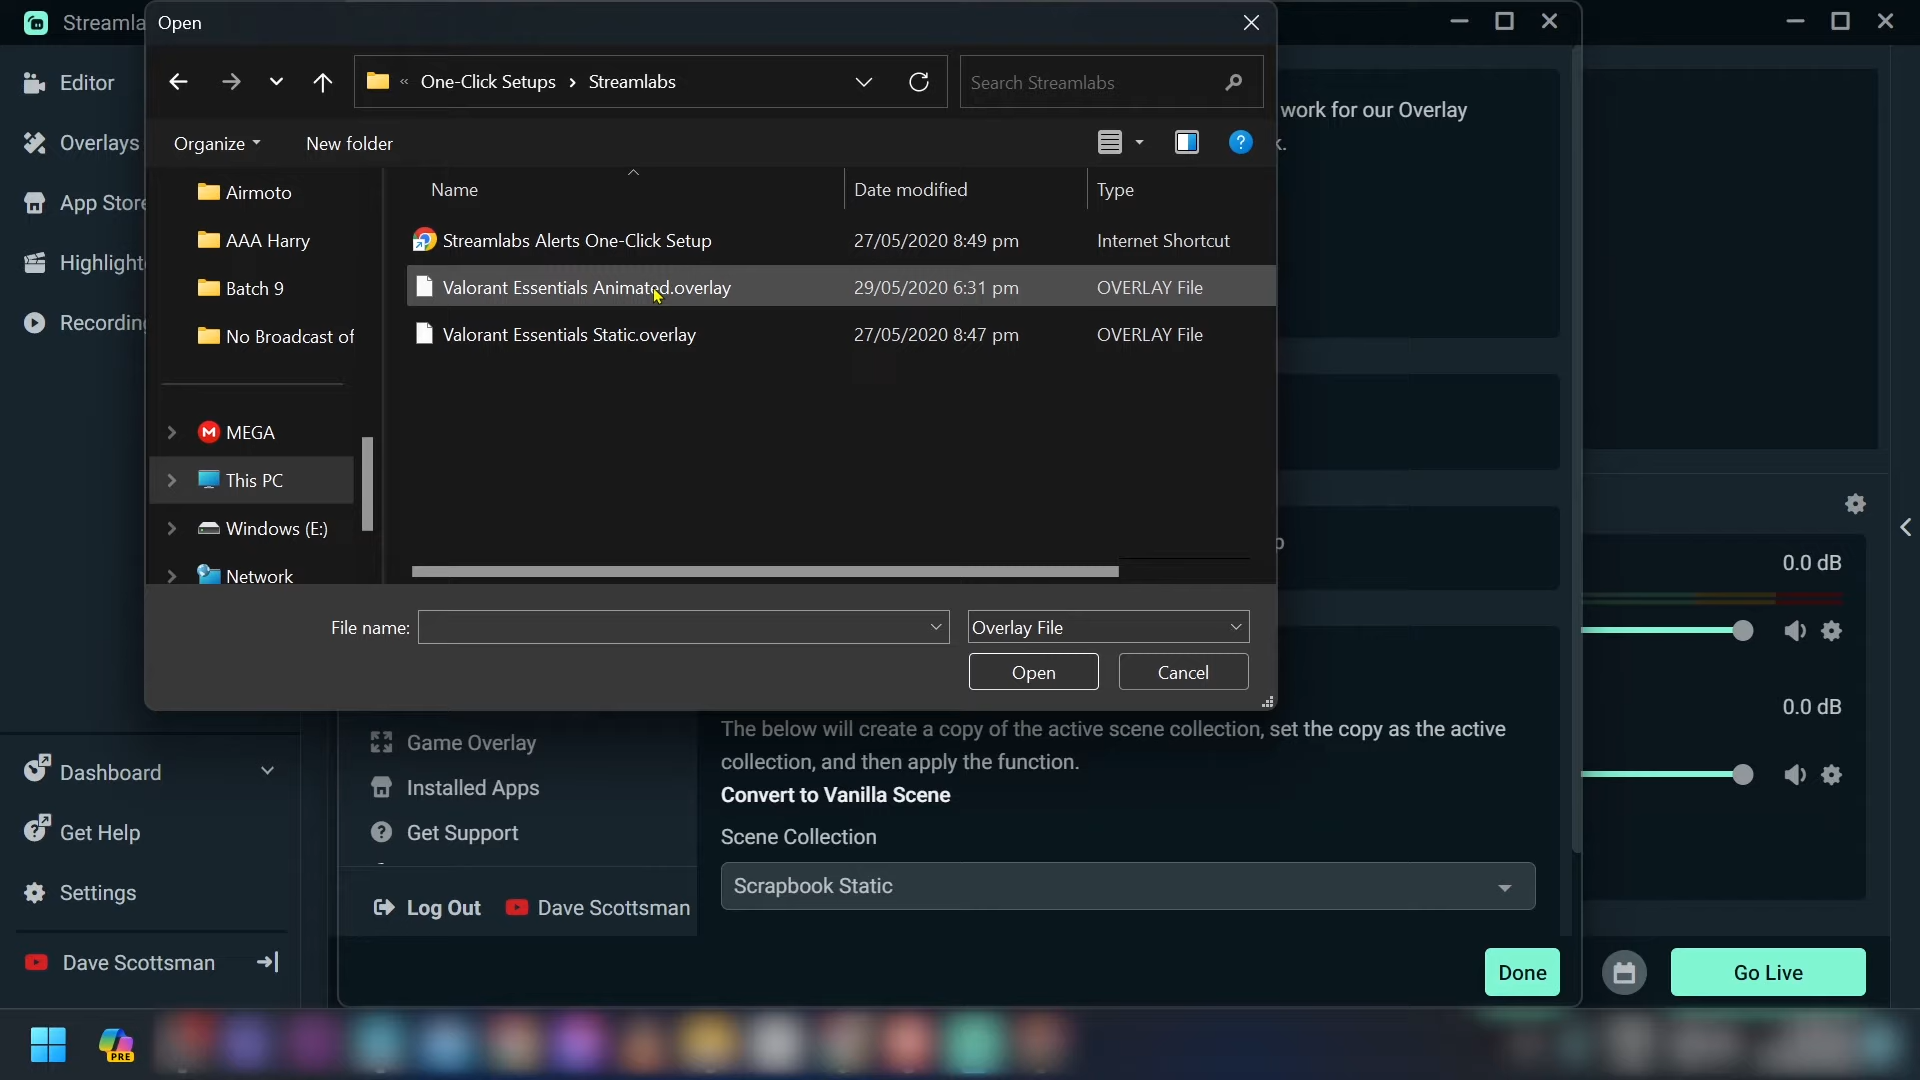 Streamla
Open
Editor
Overlays
App Store
Highlight
Recordin
« One-Click Setups > Streamlabs
Search Streamlabs
Organize
New folder
?
work for our Overlay
k.
Airmoto
AAA Harry
Batch 9
No Broadcast of
MEGA
This PC
Windows (E:)
Network
Name
Date modified
Type
Streamlabs Alerts One-Click Setup
27/05/2020 8:49 pm
Internet Shortcut
Valorant Essentials Animated.overlay
29/05/2020 6:31 pm
OVERLAY File
Valorant Essentials Static.overlay
27/05/2020 8:47 pm
OVERLAY File
p
File name:
Overlay File
Open
Cancel
0.0 dB
0.0 dB
Game Overlay
Installed Apps
Get Support
Log Out
Dave Scottsman
The below will create a copy of the active scene collection, set the copy as the active
collection, and then apply the function.
Convert to Vanilla Scene
Scene Collection
Scrapbook Static
Done
Go Live
Dashboard
Get Help
Settings
Dave Scottsman
PRE